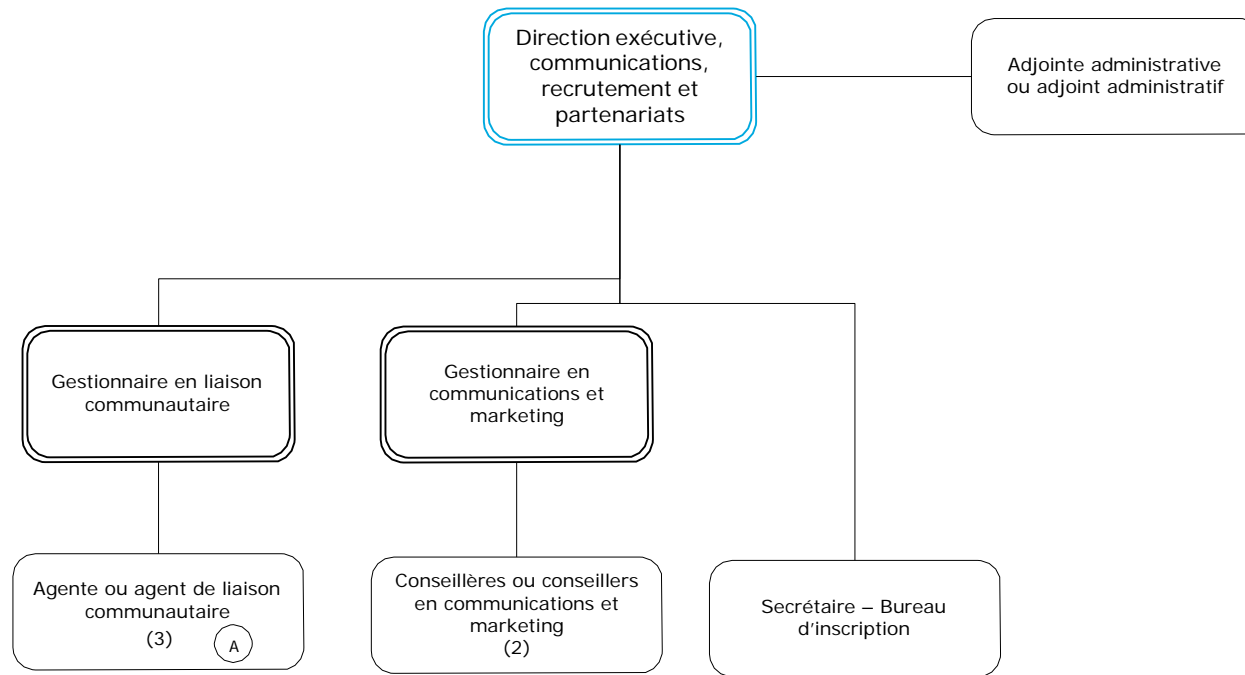 Direction exécutive,
communications,
recrutement et
partenariats
Adjointe administrative
ou adjoint administratif
Gestionnaire en liaison
communautaire
Gestionnaire en
communications et
marketing
Agente ou agent de liaison
communautaire
(3)
A
Conseillères ou conseillers
en communications et
marketing
(2)
Secrétaire – Bureau
d'inscription